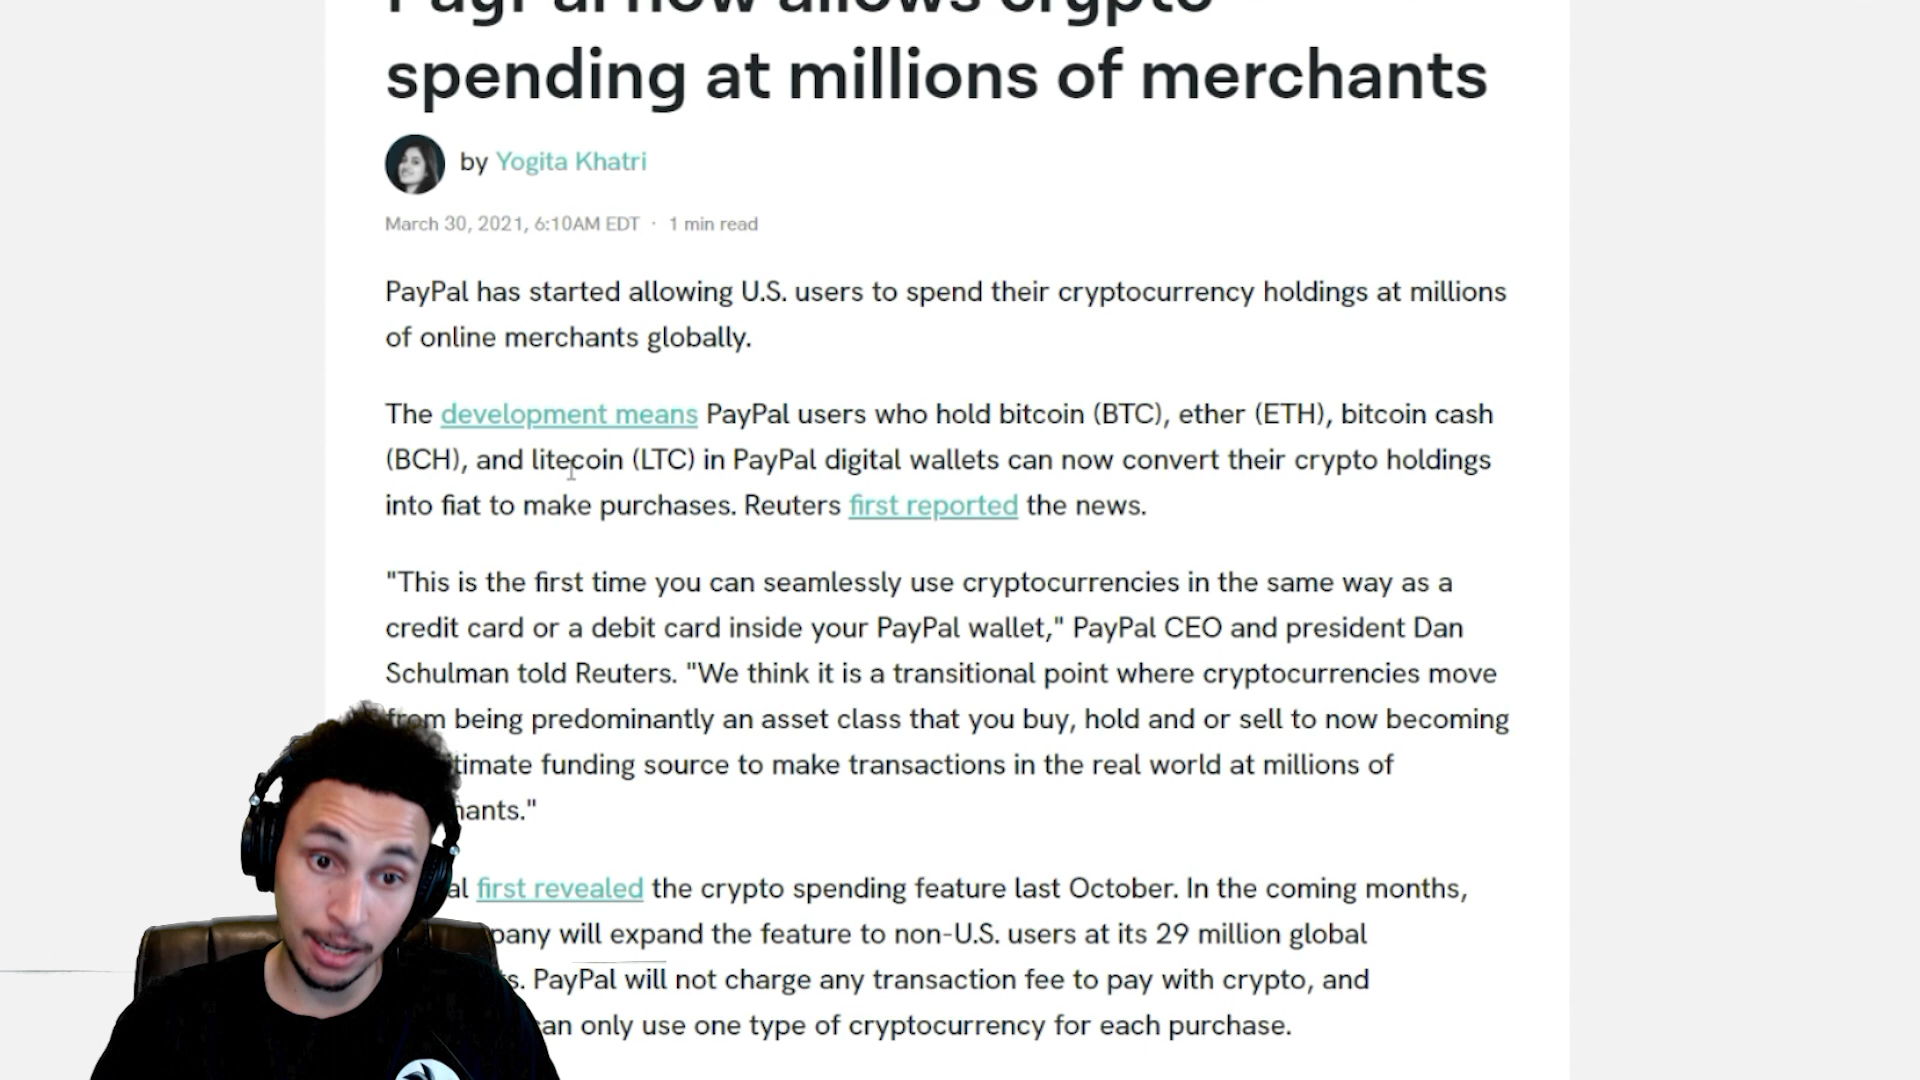 PayPal now allows crypto
spending at millions of merchants
by Yogita Khatri
March 30, 2021, 6:10AM EDT · 1 min read
PayPal has started allowing U.S. users to spend their cryptocurrency holdings at millions
of online merchants globally.
The development means PayPal users who hold bitcoin (BTC), ether (ETH), bitcoin cash
(BCH), and litecoin (LTC) in PayPal digital wallets can now convert their crypto holdings
into fiat to make purchases. Reuters first reported the news.
"This is the first time you can seamlessly use cryptocurrencies in the same way as a
credit card or a debit card inside your PayPal wallet," PayPal CEO and president Dan
Schulman told Reuters. "We think it is a transitional point where cryptocurrencies move
from being predominantly an asset class that you buy, hold and or sell to now becoming
timate funding source to make transactions in the real world at millions of
hants."
al first revealed the crypto spending feature last October. In the coming months,
pany will expand the feature to non-U.S. users at its 29 million global
s. PayPal will not charge any transaction fee to pay with crypto, and
an only use one type of cryptocurrency for each purchase.